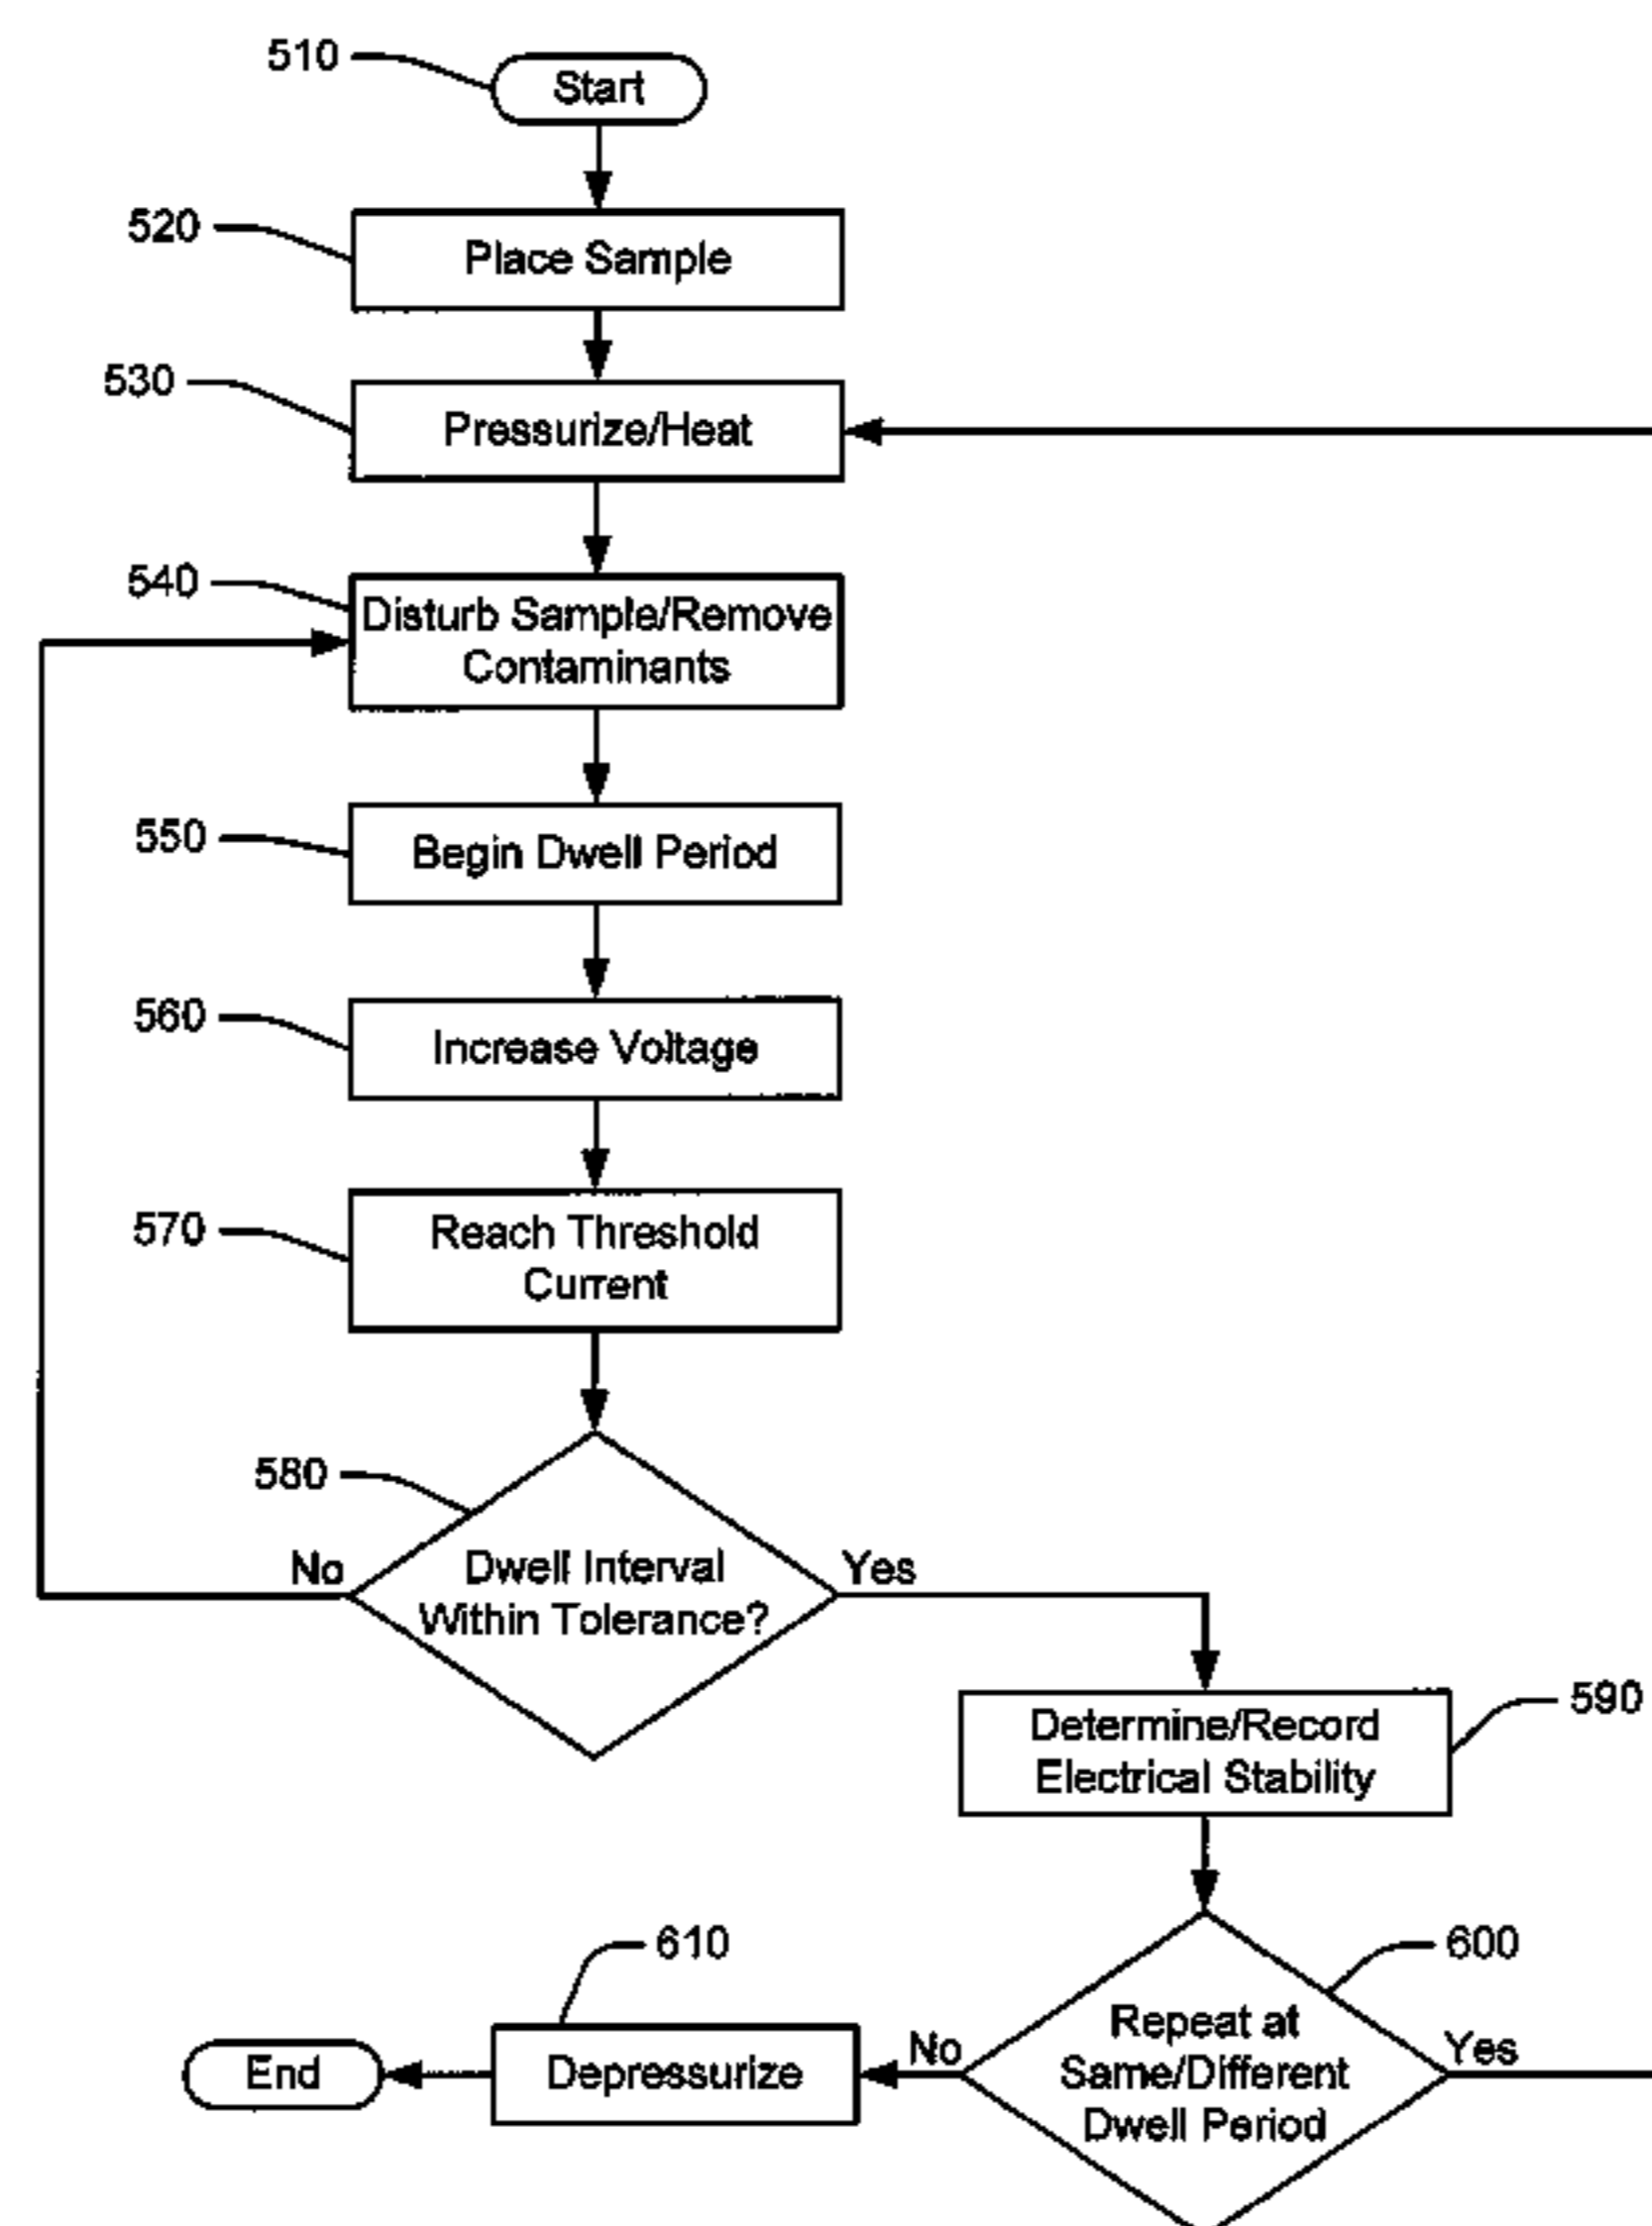 510
Start
520
Place Sample
530
Pressurize/Heat
540
Disturb Sample/Remove
Contaminants
550
Begin Dwell Period
560
Increase Voltage
570
Reach Threshold
Current
580
No
Dwell Interval
Within Tolerance?
Yes
590
Determine/Record
Electrical Stability
610
600
End
Depressurize
No
Repeat at
Same/Different
Dwell Period
Yes